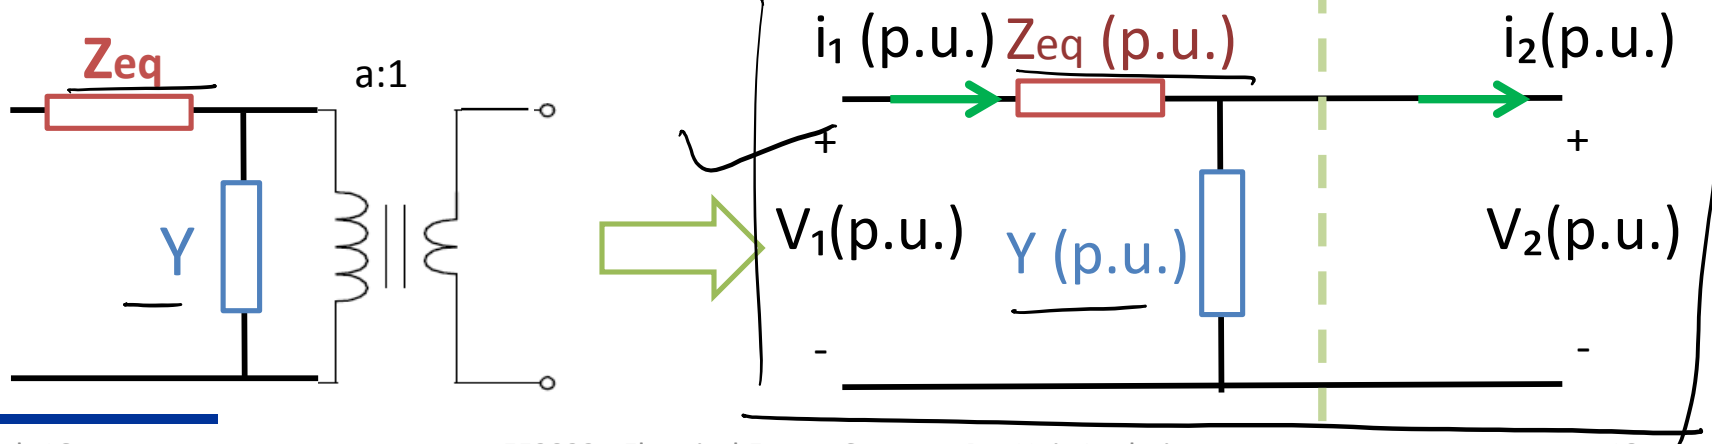 Zeq
a:1
Y
i₁ (p.u.) Zeq (p.u.)
i₂(p.u.)
+
+
V₁(p.u.)
Y (p.u.)
V₂(p.u.)
-
-